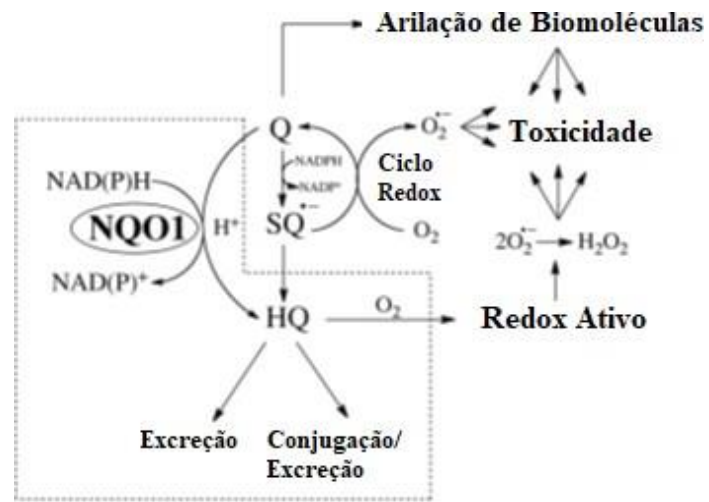 Arilação de Biomoléculas
Q
O₂•−
Toxicidade
NADPH
NADP⁺
Ciclo
Redox
NAD(P)H
NQO1
H⁺
SQ•−
O₂
2O₂•− → H₂O₂
NAD(P)⁺
HQ
O₂
Redox Ativo
Excreção
Conjugação/
Excreção